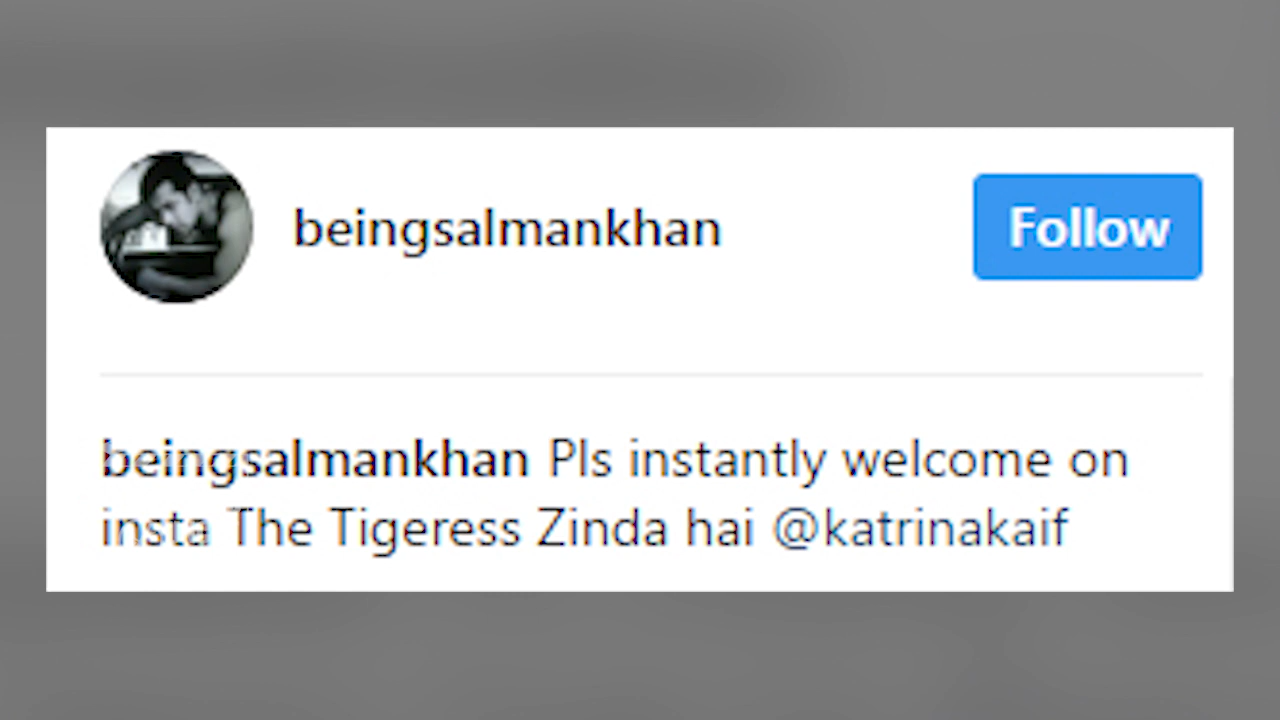 beingsalmankhan
Follow
beingsalmankhan Pls instantly welcome on
insta The Tigeress Zinda hai @katrinakaif